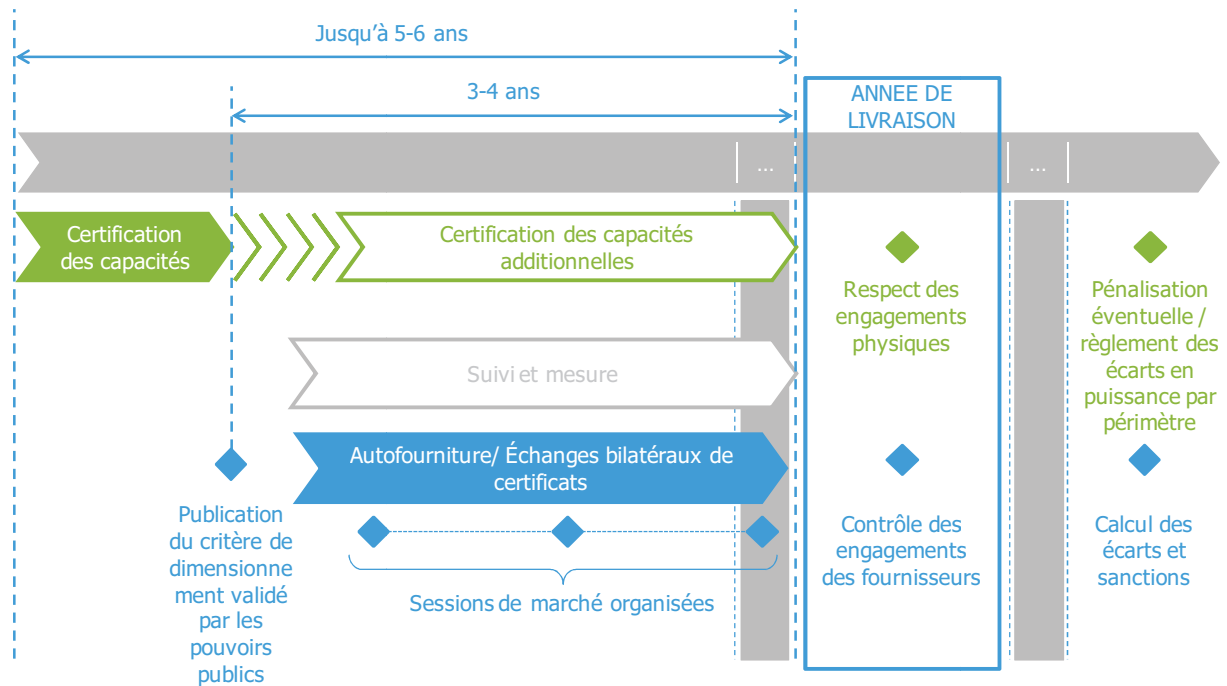 Jusqu’à 5-6 ans
3-4 ans
ANNEE DE
LIVRAISON
...
...
Certification
des capacités
Certification des capacités
additionnelles
Respect des
engagements
physiques
Pénalisation
éventuelle /
règlement des
écarts en
puissance par
périmètre
Suivi et mesure
Autofourniture/ Échanges bilatéraux de
certificats
Publication
du critère de
dimensionne
ment validé
par les
pouvoirs
publics
Sessions de marché organisées
Contrôle des
engagements
des fournisseurs
Calcul des
écarts et
sanctions